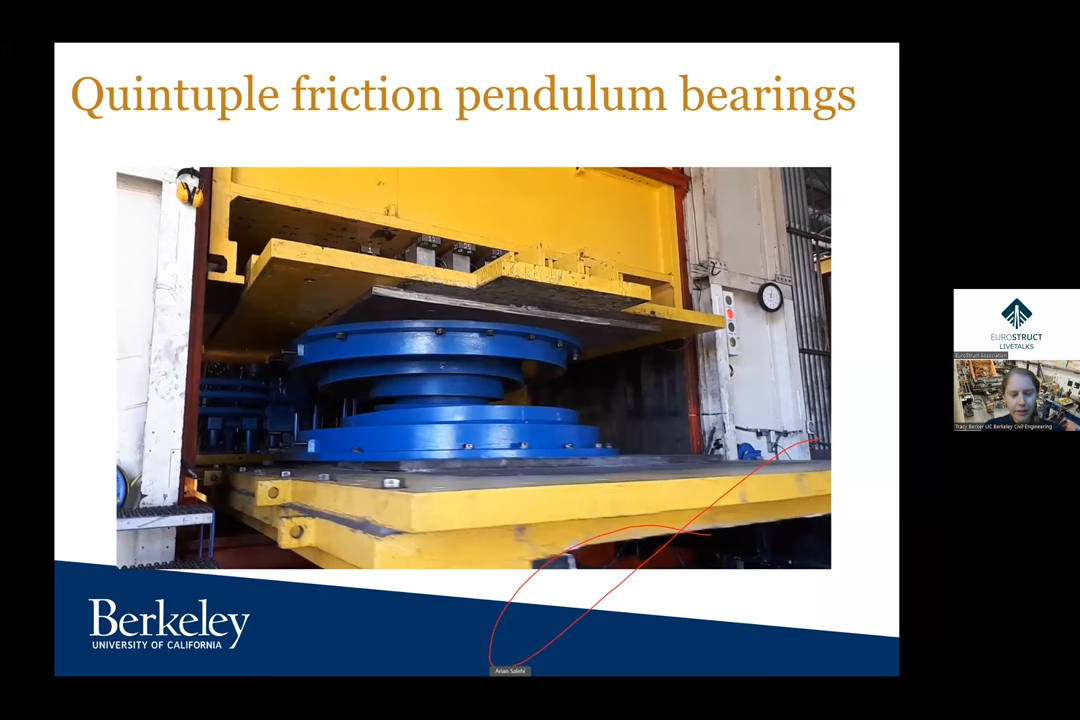 Quintuple friction pendulum bearings
Berkeley
UNIVERSITY OF CALIFORNIA
Arian Salehi
EUROSTRUCT
LIVETALKS
EuroStruct Association
Tracy Becker UC Berkeley Civil Engineering